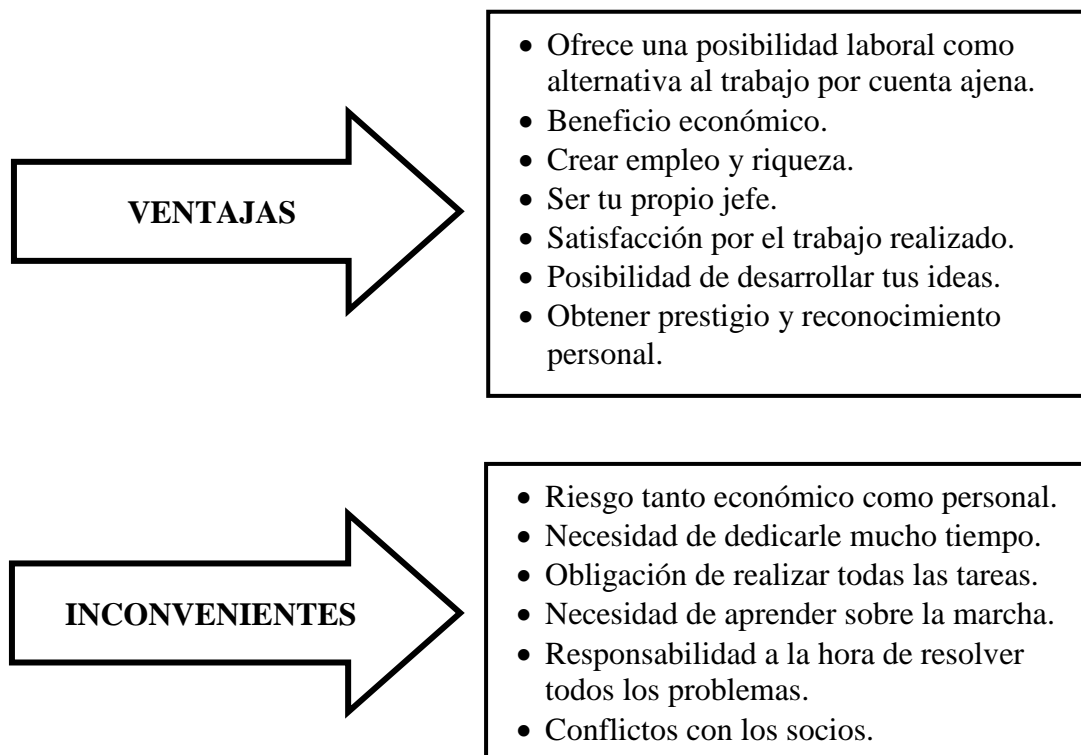 VENTAJAS
• Ofrece una posibilidad laboral como
alternativa al trabajo por cuenta ajena.
• Beneficio económico.
• Crear empleo y riqueza.
• Ser tu propio jefe.
• Satisfacción por el trabajo realizado.
• Posibilidad de desarrollar tus ideas.
• Obtener prestigio y reconocimiento
personal.
INCONVENIENTES
• Riesgo tanto económico como personal.
• Necesidad de dedicarle mucho tiempo.
• Obligación de realizar todas las tareas.
• Necesidad de aprender sobre la marcha.
• Responsabilidad a la hora de resolver
todos los problemas.
• Conflictos con los socios.